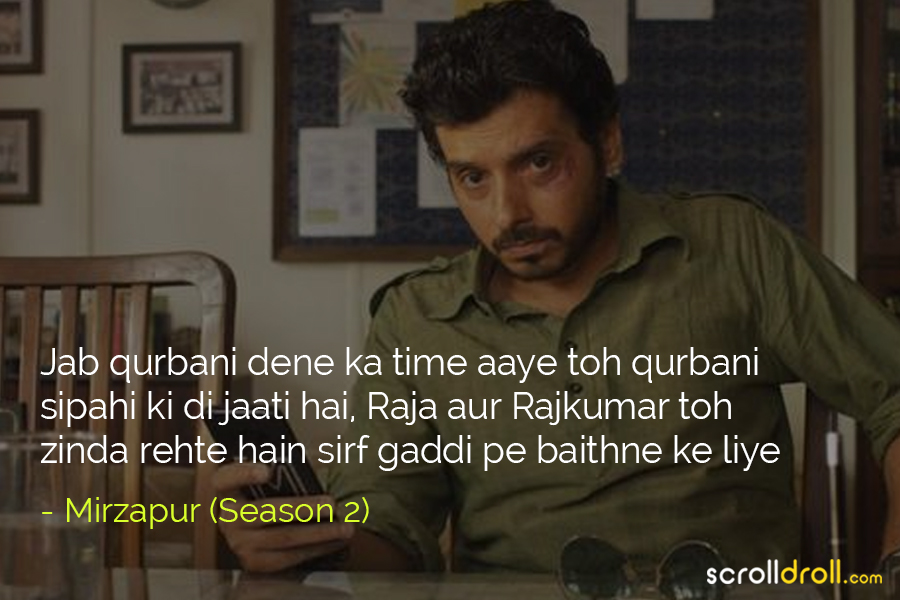 Jab qurbani dene ka time aaye toh qurbani
sipahi ki di jaati hai, Raja aur Rajkumar toh
zinda rehte hain sirf gaddi pe baithne ke liye
- Mirzapur (Season 2)
scrolldroll.com